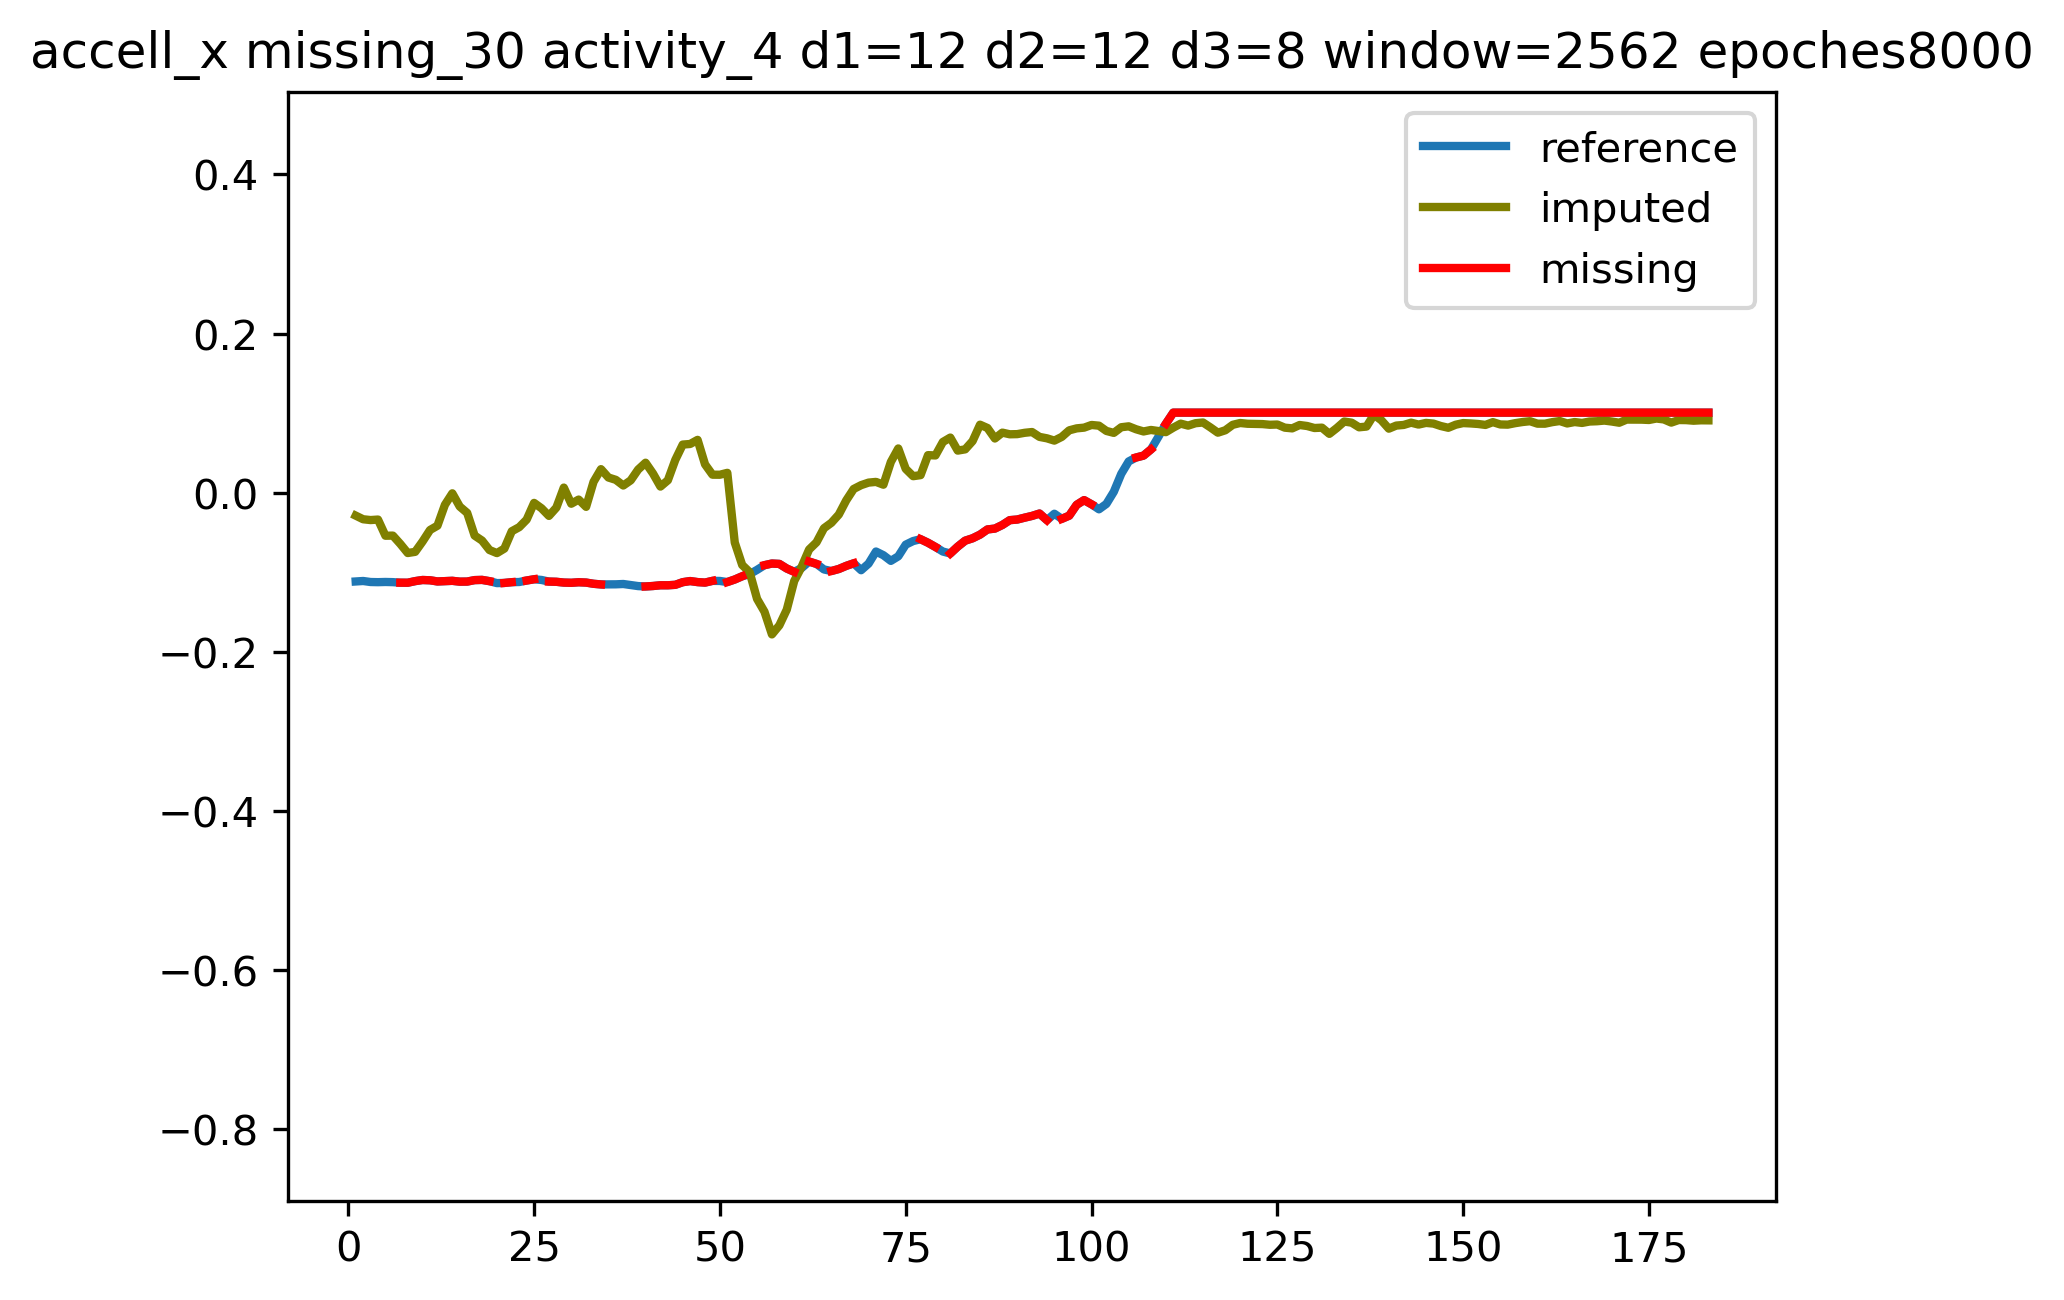 accell_x missing_30 activity_4 d1=12 d2=12 d3=8 window=2562 epoches8000
reference
imputed
missing
0.4
0.2
0.0
−0.2
−0.4
−0.6
−0.8
0 25 50 75 100 125 150 175